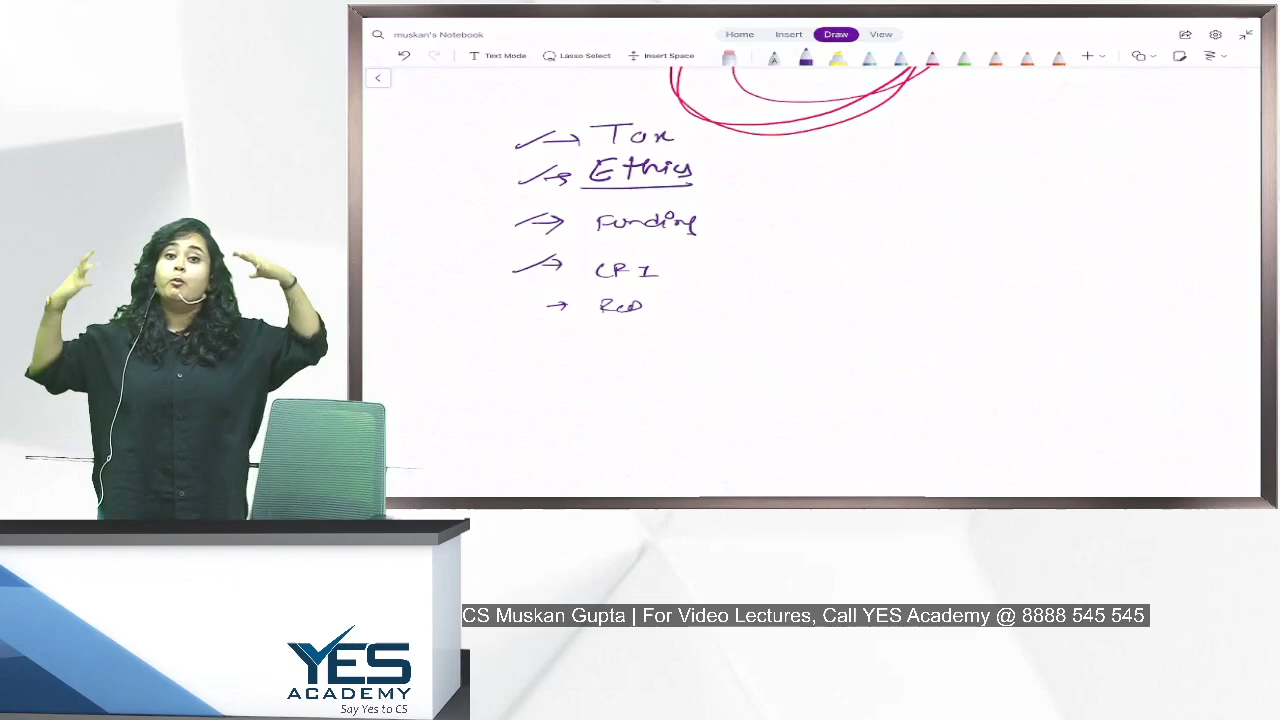 muskan's Notebook
Home Insert Draw View
Text Mode Lasso Select Insert Space
Tax
Ethics
Funding
CRI
CS Muskan Gupta | For Video Lectures, Call YES Academy @ 8888 545 545
YES
ACADEMY
Say Yes to CS